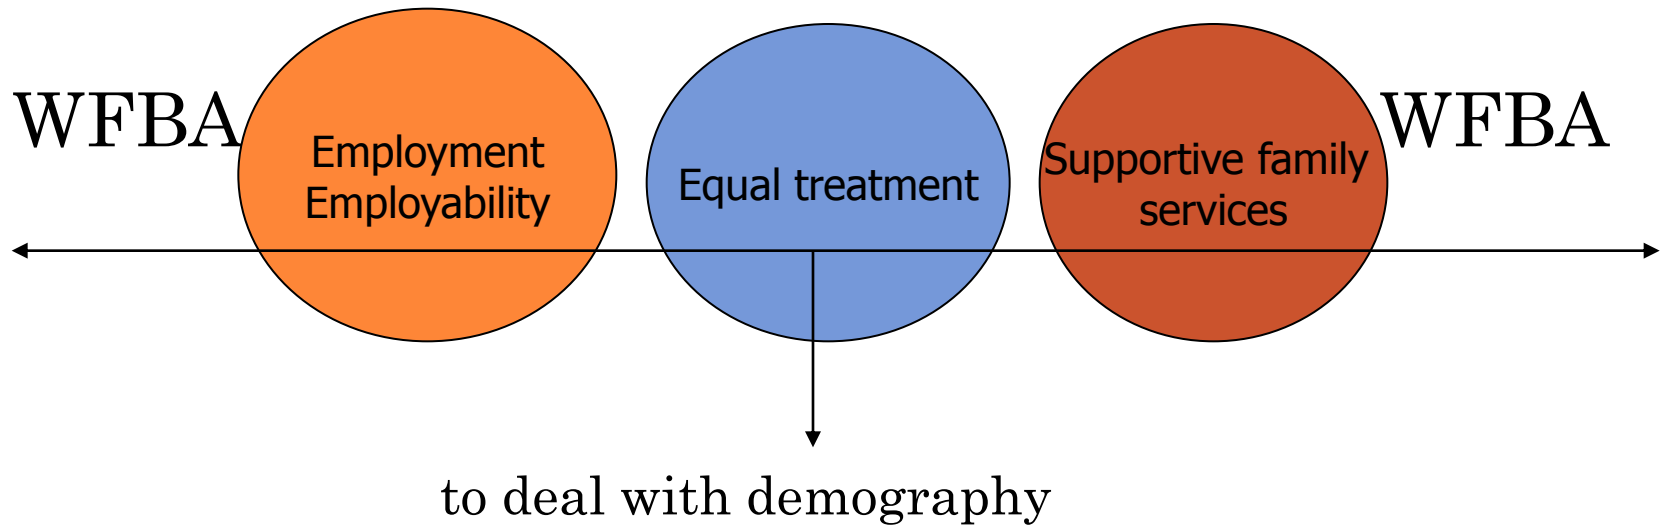 WFBA
Employment
Employability
Equal treatment
Supportive family
services
WFBA
to deal with demography